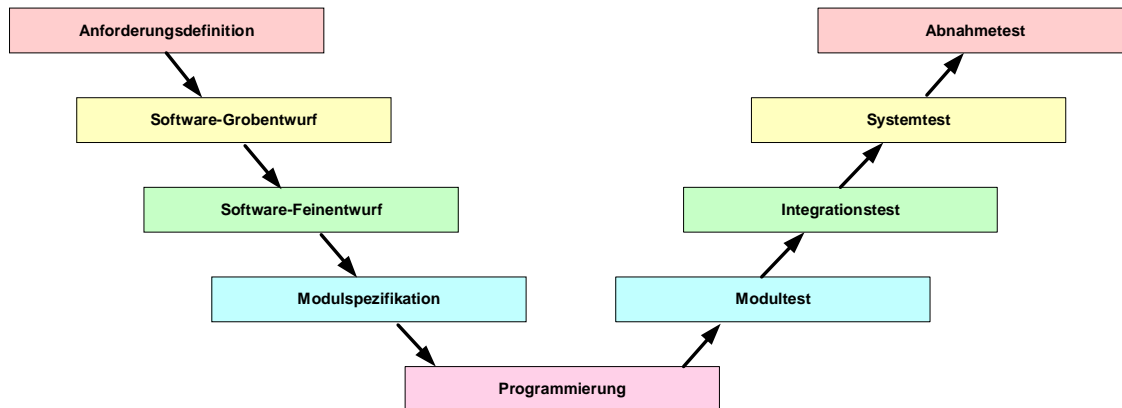 Anforderungsdefinition
Abnahmetest
Software-Grobentwurf
Systemtest
Software-Feinentwurf
Integrationstest
Modulspezifikation
Modultest
Programmierung